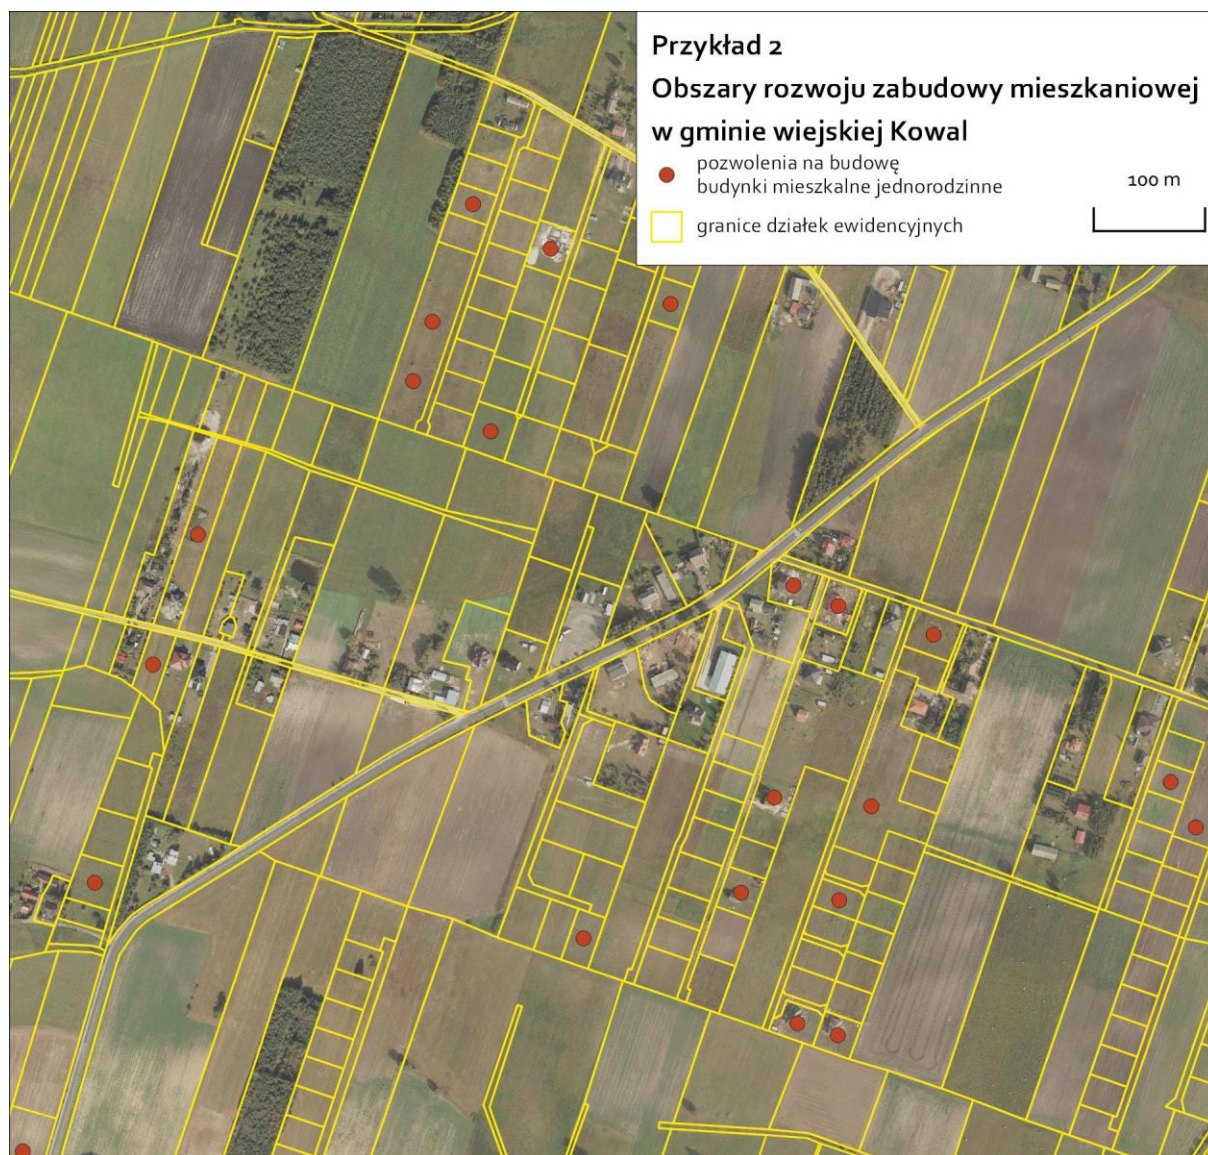 Przykład 2
Obszary rozwoju zabudowy mieszkaniowej
w gminie wiejskiej Kowal
pozwolenia na budowę
budynki mieszkalne jednorodzinne
100 m
granice działek ewidencyjnych